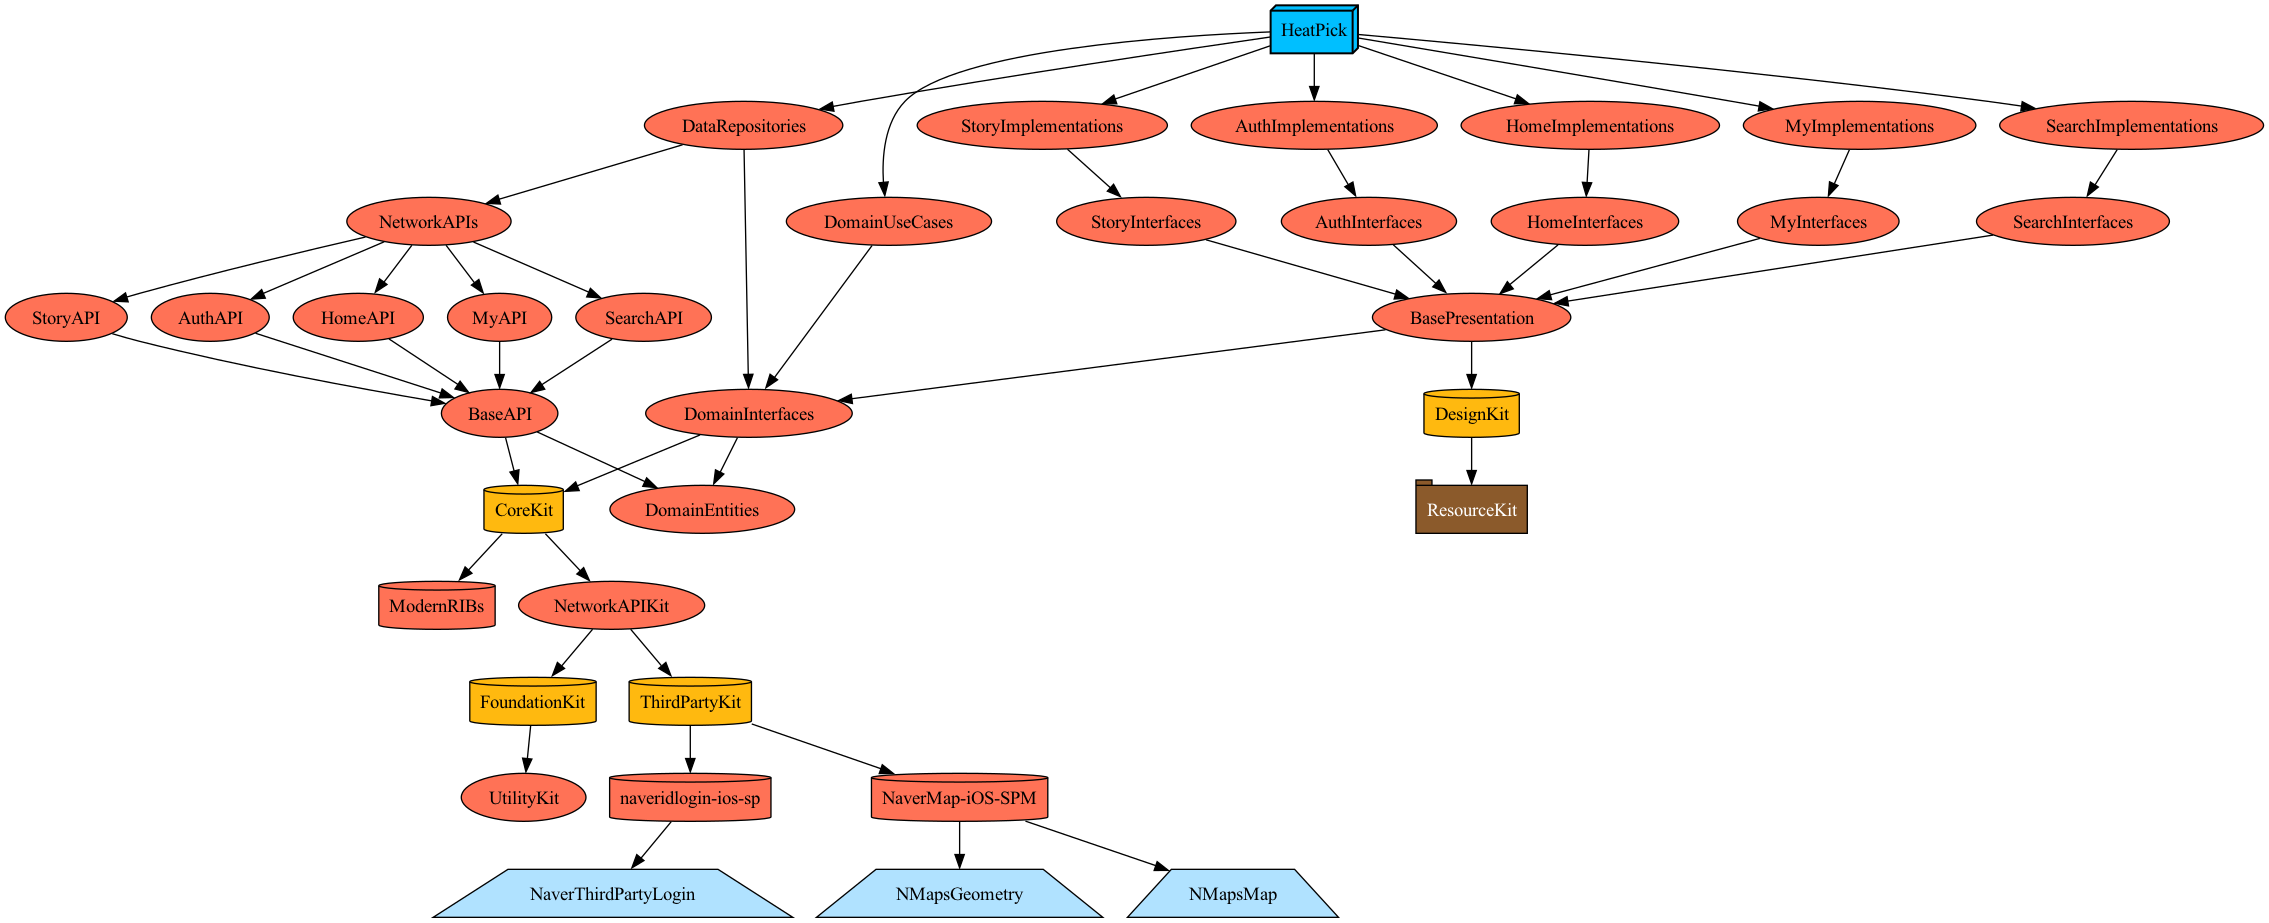 HeatPick
DataRepositories
StoryImplementations
AuthImplementations
HomeImplementations
MyImplementations
SearchImplementations
NetworkAPIs
DomainUseCases
StoryInterfaces
AuthInterfaces
HomeInterfaces
MyInterfaces
SearchInterfaces
StoryAPI
AuthAPI
HomeAPI
MyAPI
SearchAPI
BasePresentation
BaseAPI
DomainInterfaces
DesignKit
CoreKit
DomainEntities
ResourceKit
ModernRIBs
NetworkAPIKit
FoundationKit
ThirdPartyKit
UtilityKit
naveridlogin-ios-sp
NaverMap-iOS-SPM
NaverThirdPartyLogin
NMapsGeometry
NMapsMap